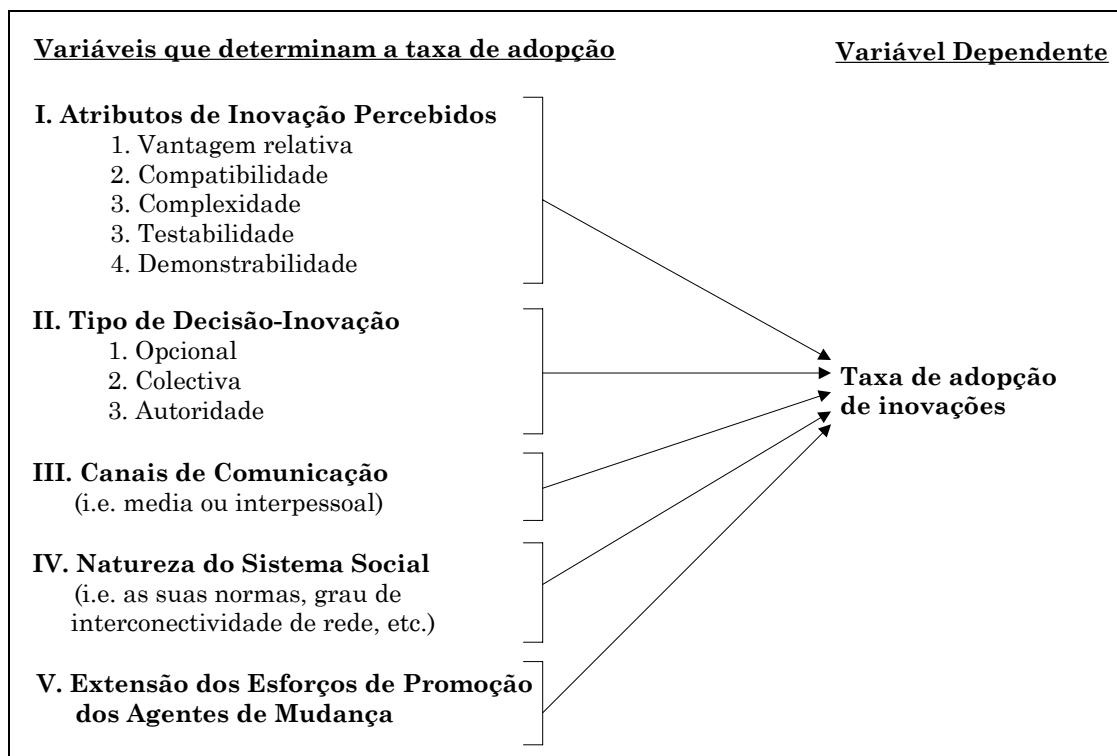 Variáveis que determinam a taxa de adopção
Variável Dependente
I. Atributos de Inovação Percebidos
1. Vantagem relativa
2. Compatibilidade
3. Complexidade
3. Testabilidade
4. Demonstrabilidade
II. Tipo de Decisão-Inovação
1. Opcional
2. Colectiva
3. Autoridade
III. Canais de Comunicação
(i.e. media ou interpessoal)
IV. Natureza do Sistema Social
(i.e. as suas normas, grau de
interconectividade de rede, etc.)
V. Extensão dos Esforços de Promoção
dos Agentes de Mudança
Taxa de adopção
de inovações